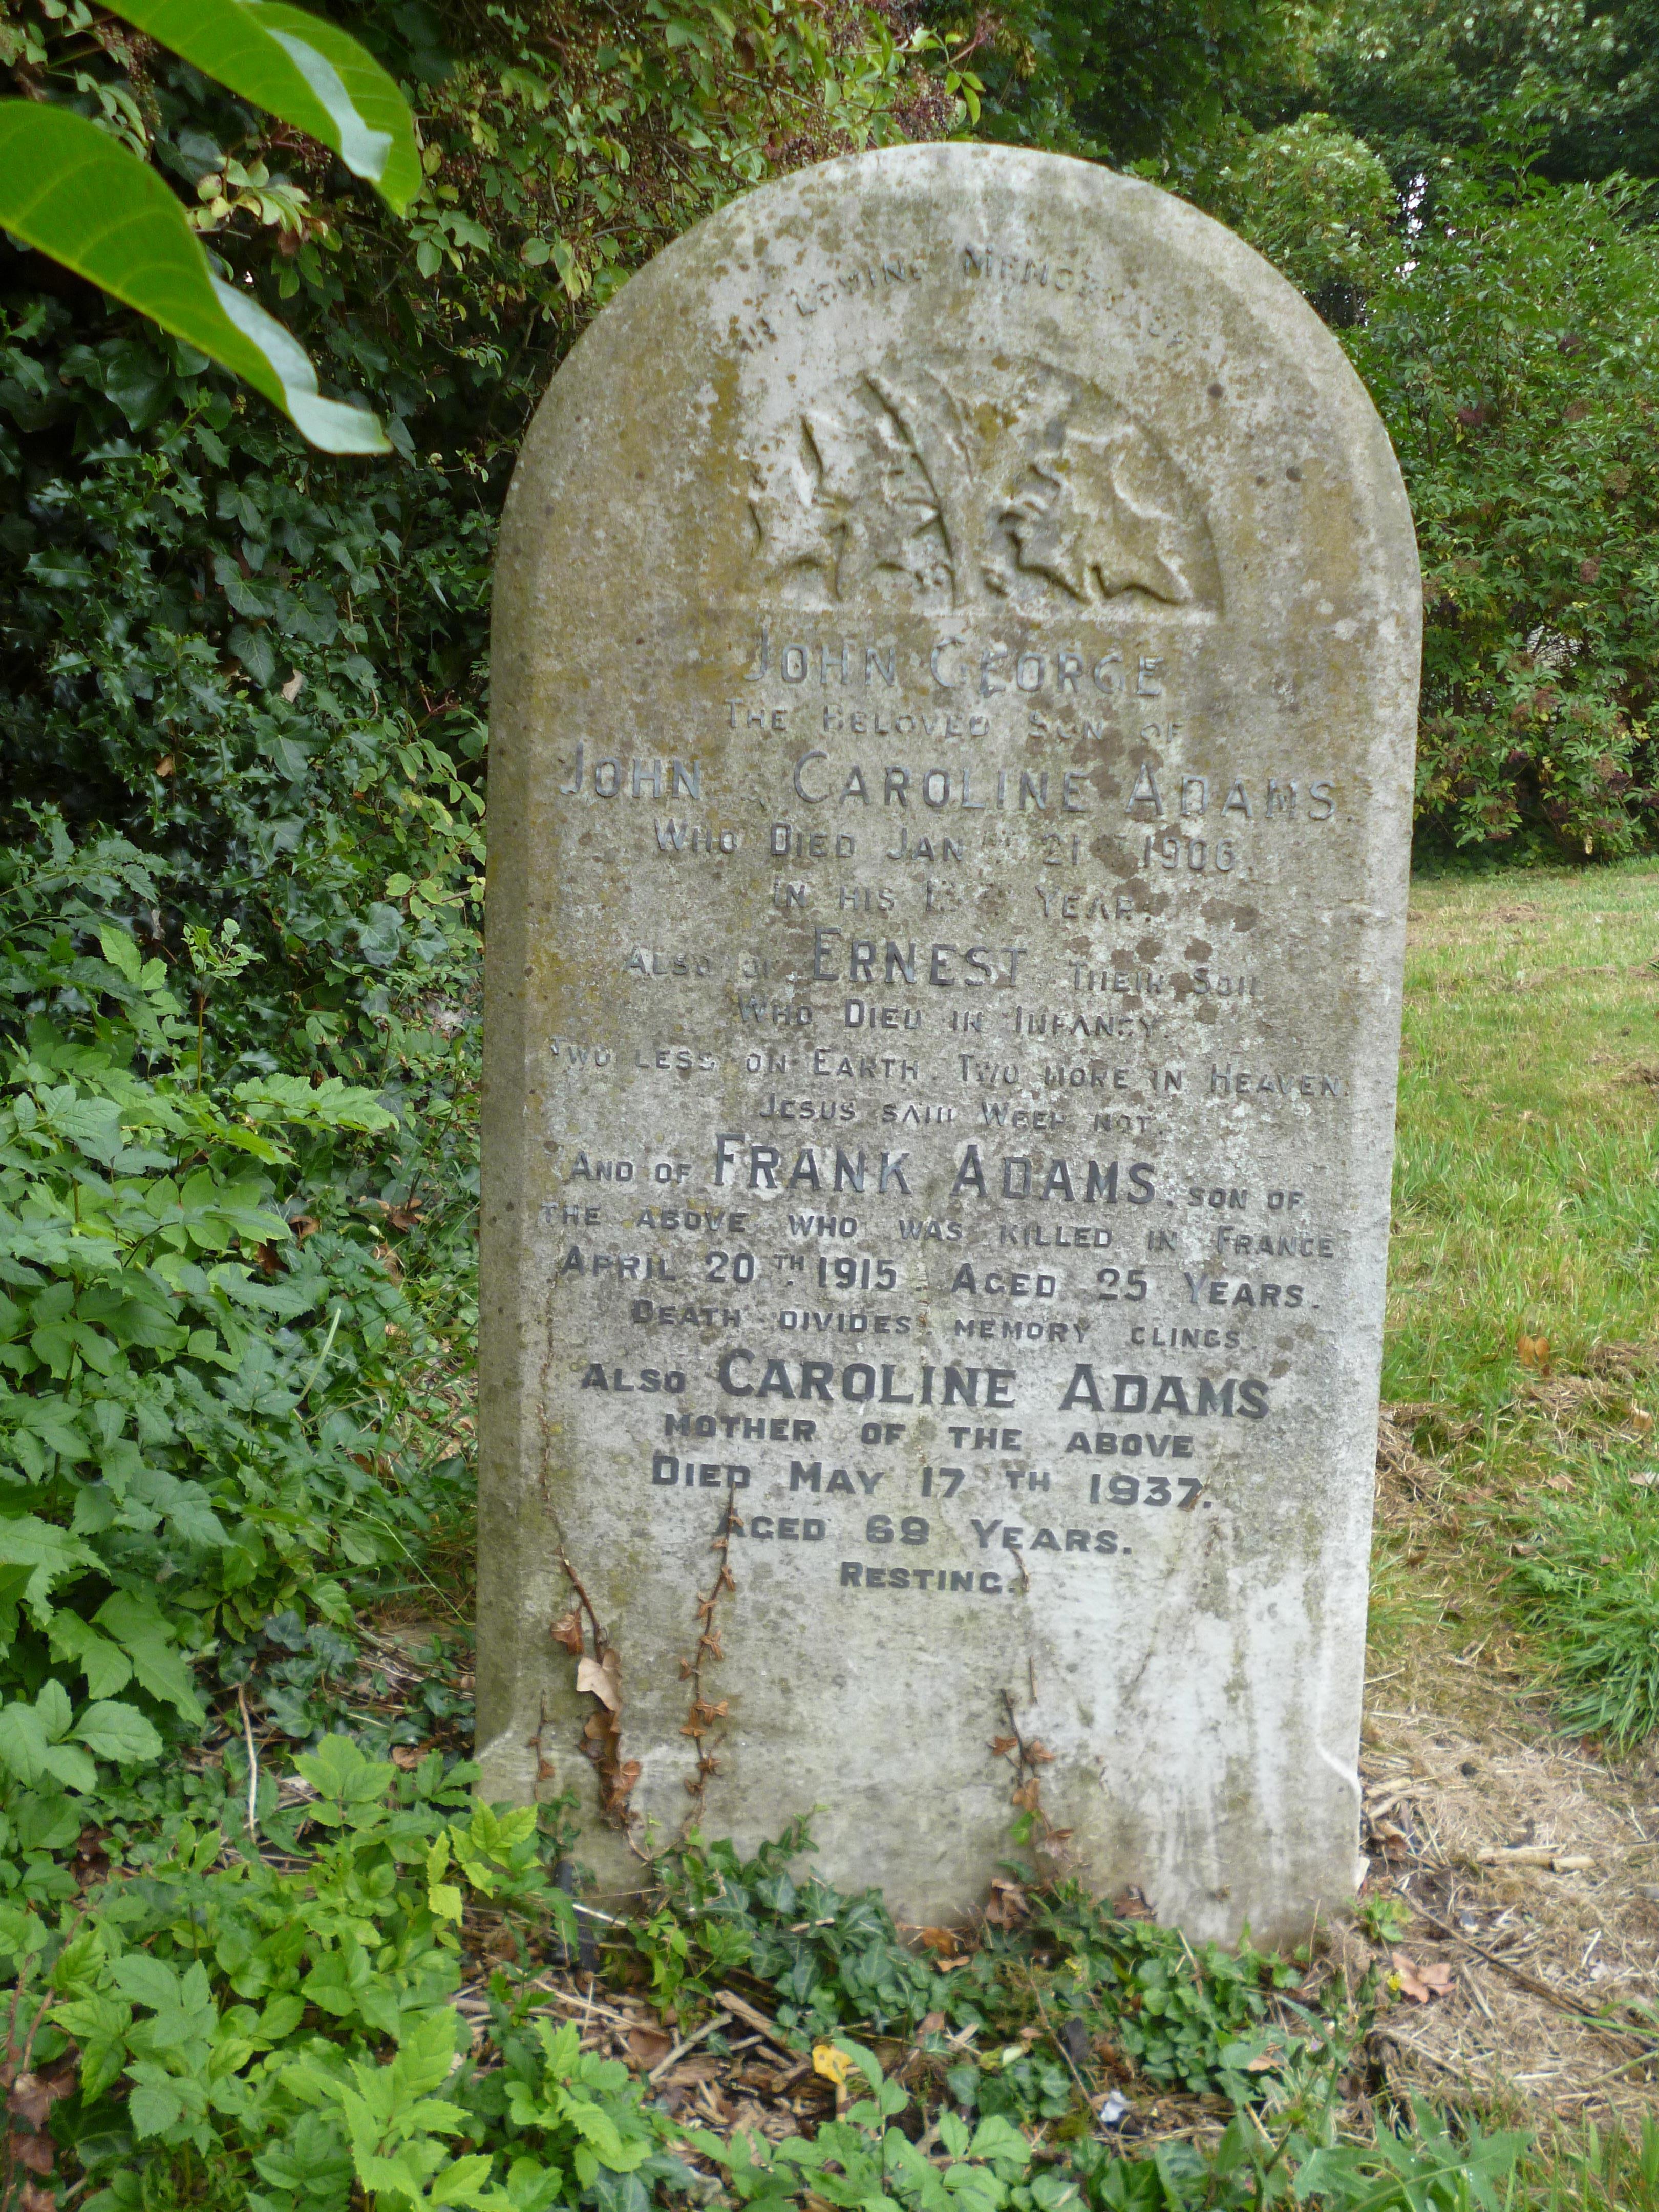 In Loving Memory of
John George
The Beloved Son of
John Caroline Adams.
Who Died Jan 21 1906.
In his Year.
Also of Ernest Their Son
Who Died in Infancy.
Two less on Earth. Two more in Heaven.
Jesus said Weep not.
And of Frank Adams. son of
the above who was killed in France
April 20th 1915 Aged 25 Years.
Death divides. memory clings.
Also Caroline Adams
Mother of the above
Died May 17th 1937.
Aged 69 Years.
Resting.